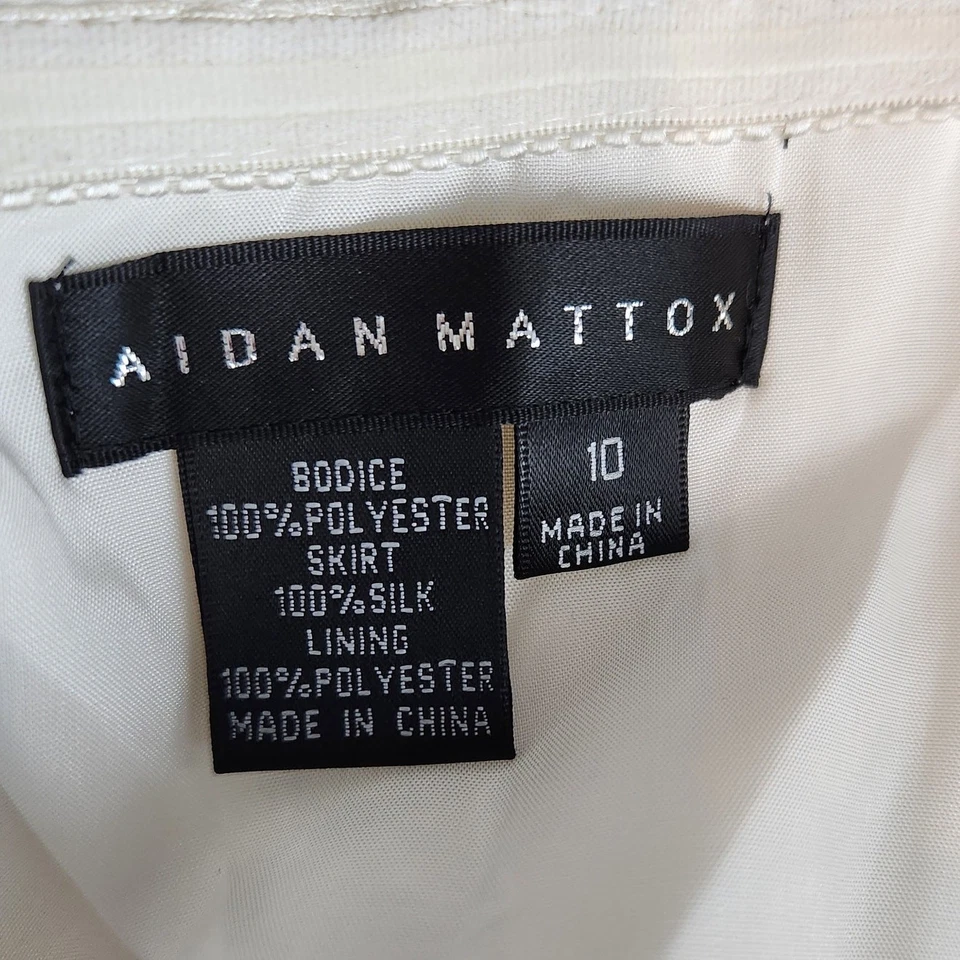 AIDAN MATTOX
BODICE
100%POLYESTER
SKIRT
100%SILK
LINING
100%POLYESTER
MADE IN CHINA
10
MADE IN
CHINA